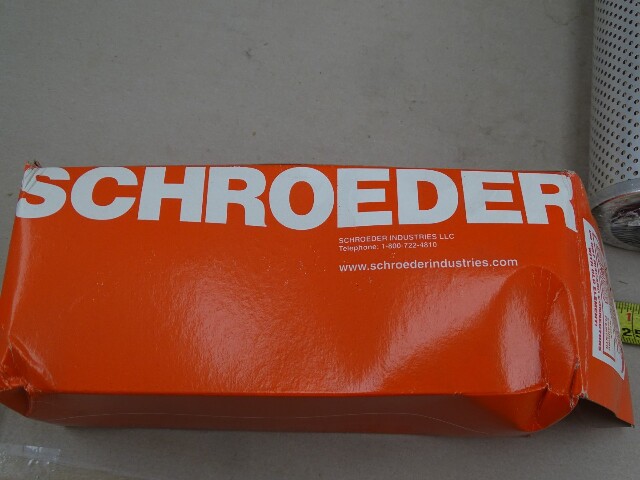 SCHROEDER
SCHROEDER INDUSTRIES LLC
Telephone: 1-800-722-4810
www.schroederindustries.com